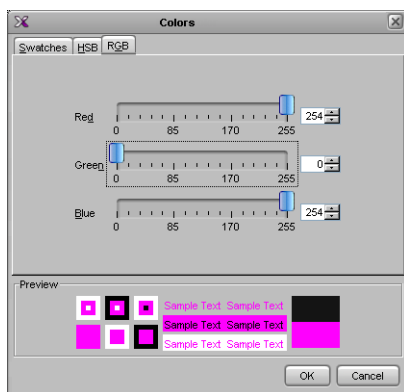 Colors
Swatches HSB RGB
Red 254
0 85 170 255
Green 0
0 85 170 255
Blue 254
0 85 170 255
Preview
Sample Text Sample Text
Sample Text Sample Text
Sample Text Sample Text
OK Cancel